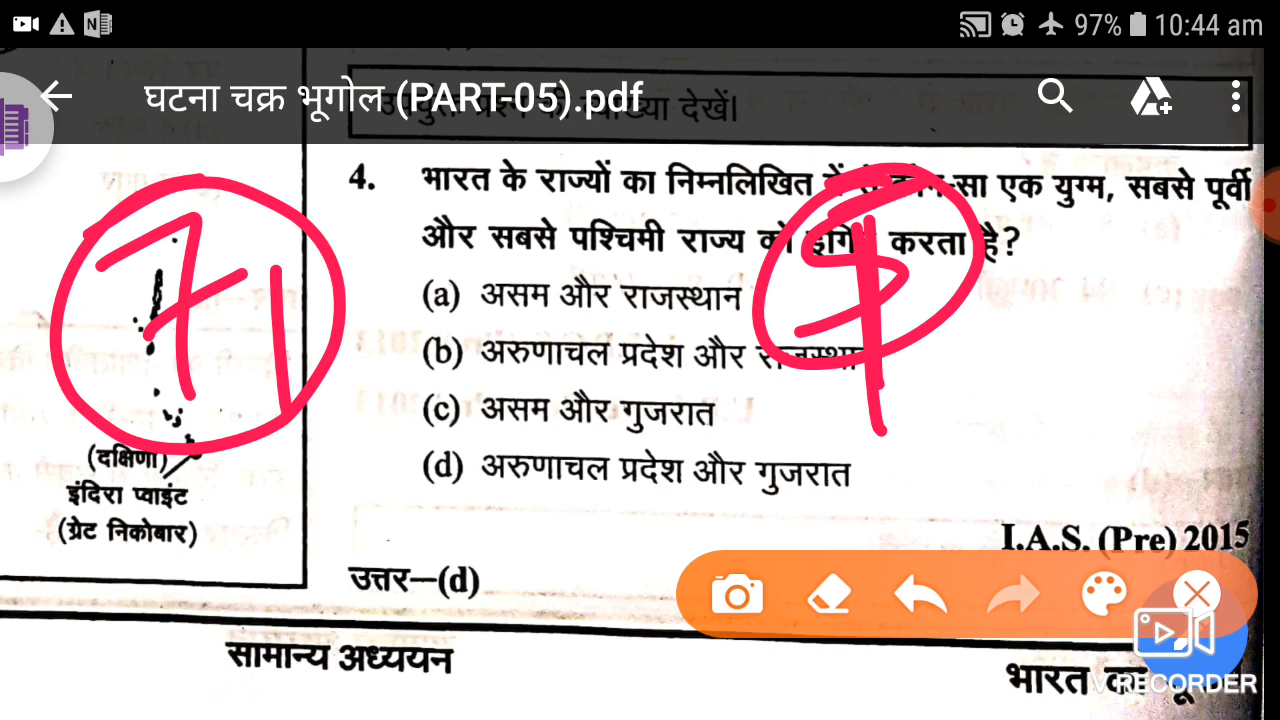 97% 10:44 am
घटना चक्र भूगोल (PART-05).pdf
व्याख्या देखें।
4. भारत के राज्यों का निम्नलिखित में से कौन-सा एक युग्म, सबसे पूर्वी
और सबसे पश्चिमी राज्य को इंगित करता है?
(a) असम और राजस्थान
(b) अरुणाचल प्रदेश और राजस्थान
(c) असम और गुजरात
(d) अरुणाचल प्रदेश और गुजरात
I.A.S. (Pre) 2015
उत्तर—(d)
71
(दक्षिणी)
इंदिरा प्वाइंट
(ग्रेट निकोबार)
सामान्य अध्ययन
भारत का
V RECORDER